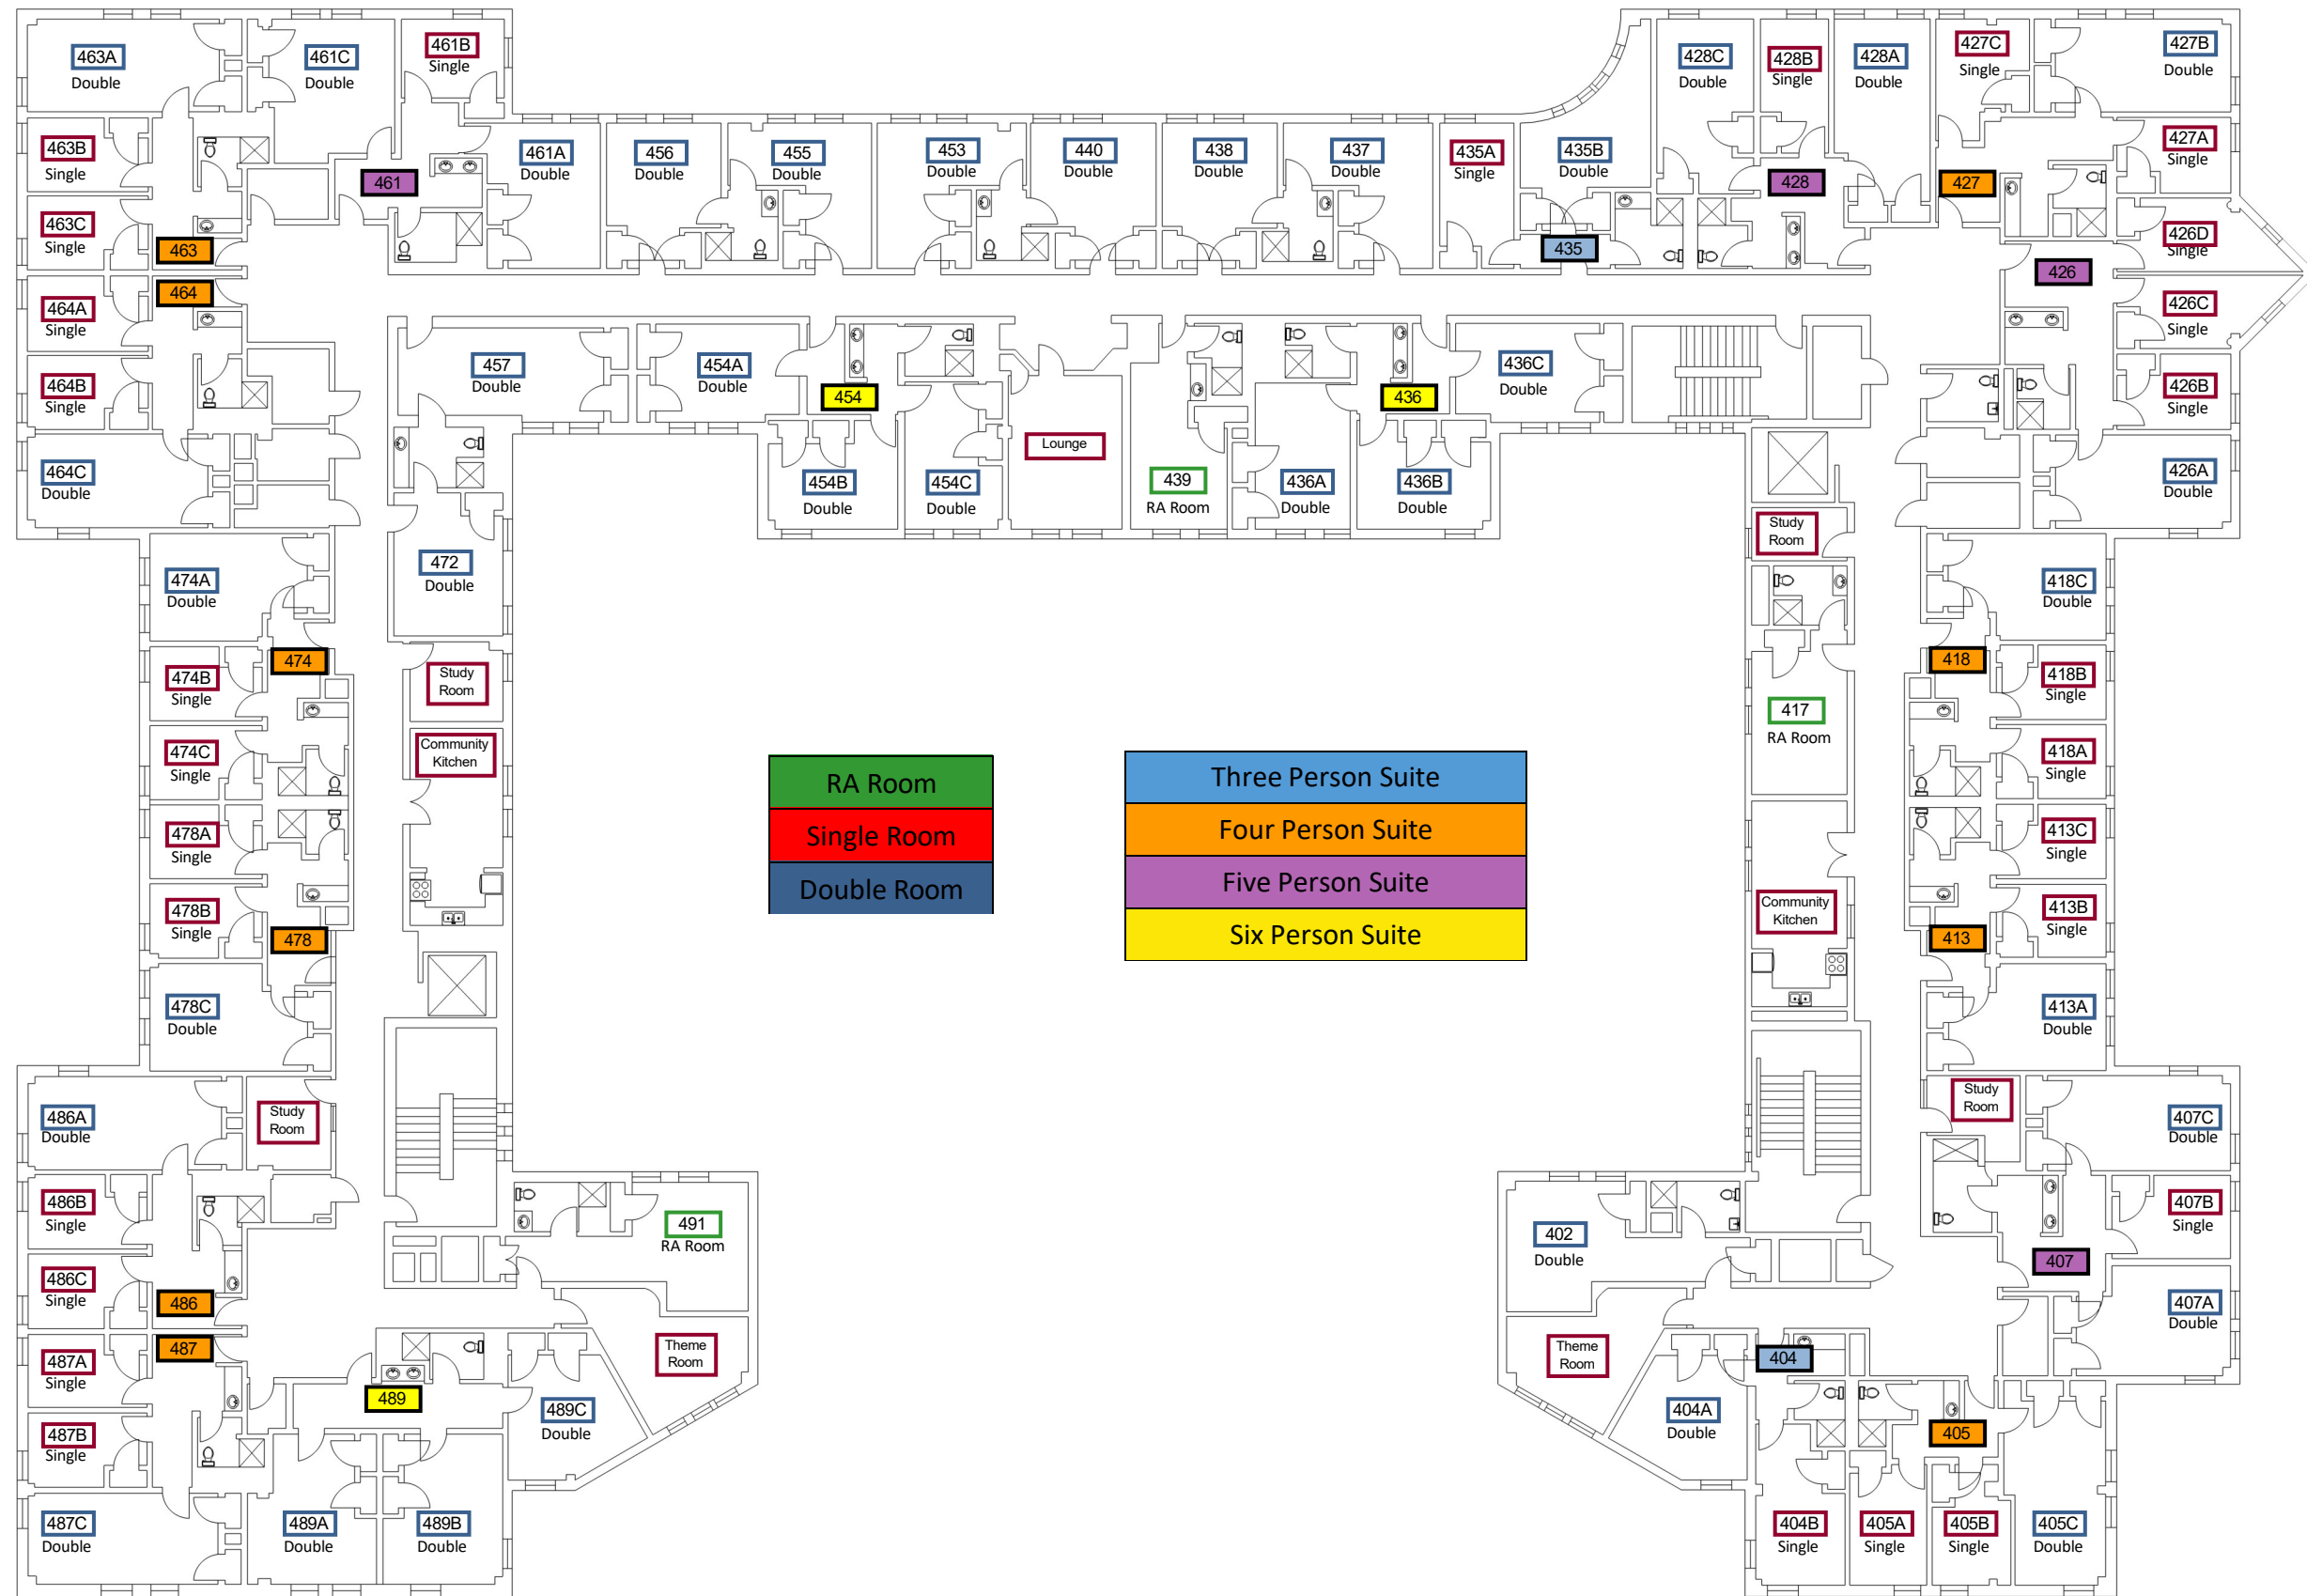 463A
Double
461C
Double
461B
Single
428C
Double
428B
Single
428A
Double
427C
Single
427B
Double
463B
Single
461
461A
Double
456
Double
455
Double
453
Double
440
Double
438
Double
437
Double
435A
Single
435B
Double
428
427
427A
Single
463C
Single
463
435
426D
Single
426
464A
Single
464
426C
Single
464B
Single
457
Double
454A
Double
454
436
436C
Double
426B
Single
464C
Double
454B
Double
454C
Double
Lounge
439
RA Room
436A
Double
436B
Double
426A
Double
Study
Room
474A
Double
472
Double
418C
Double
474
474B
Single
Study
Room
418
418B
Single
417
RA Room
474C
Single
Community
Kitchen
418A
Single
RA Room
Single Room
Double Room
Three Person Suite
Four Person Suite
Five Person Suite
Six Person Suite
478A
Single
413C
Single
478B
Single
478
Community
Kitchen
413
413B
Single
478C
Double
413A
Double
486A
Double
Study
Room
Study
Room
407C
Double
486B
Single
491
RA Room
402
Double
407B
Single
486C
Single
486
407
407A
Double
487A
Single
487
Theme
Room
Theme
Room
404
489
489C
Double
404A
Double
405
487B
Single
487C
Double
489A
Double
489B
Double
404B
Single
405A
Single
405B
Single
405C
Double